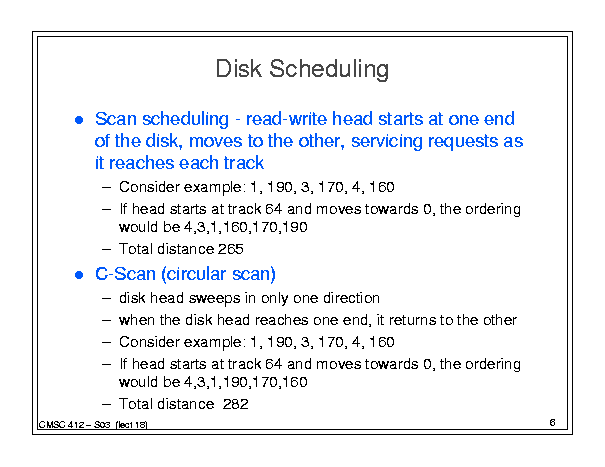 Disk Scheduling
● Scan scheduling - read-write head starts at one end
of the disk, moves to the other, servicing requests as
it reaches each track
– Consider example: 1, 190, 3, 170, 4, 160
– If head starts at track 64 and moves towards 0, the ordering
would be 4,3,1,160,170,190
– Total distance 265
● C-Scan (circular scan)
– disk head sweeps in only one direction
– when the disk head reaches one end, it returns to the other
– Consider example: 1, 190, 3, 170, 4, 160
– If head starts at track 64 and moves towards 0, the ordering
would be 4,3,1,190,170,160
– Total distance 282
CMSC 412 – S03 (lect 18)
6